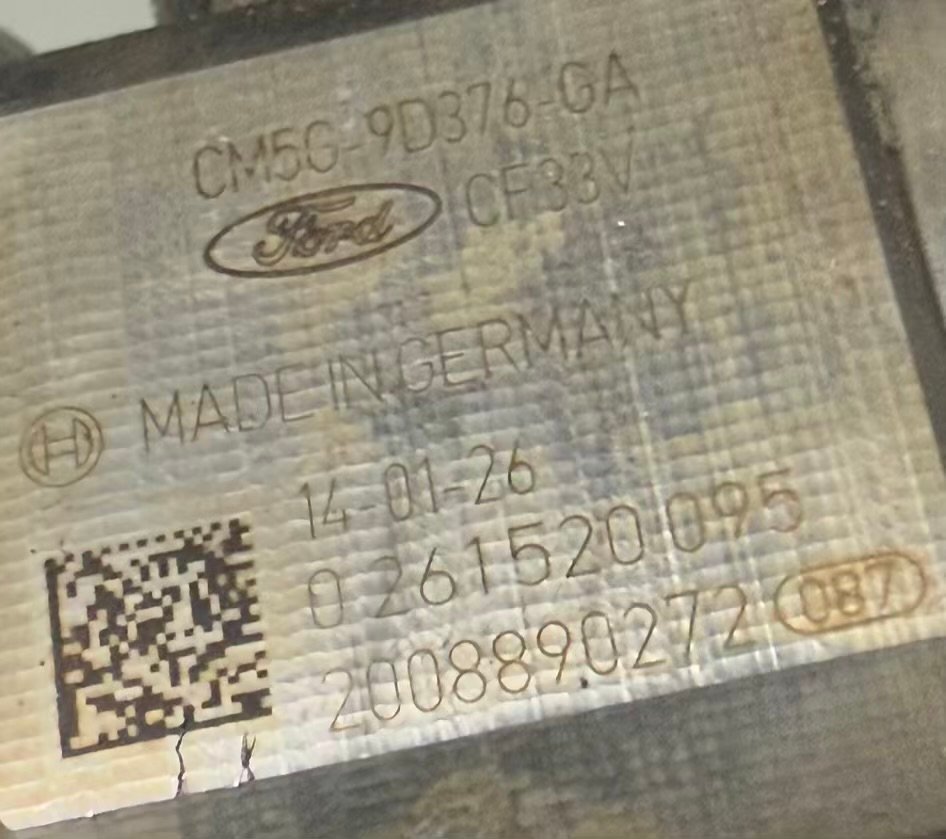 CM5G-9D376-GA
Ford CF33V
MADE IN GERMANY
14-01-26
0 261 520 095
2008890272 087